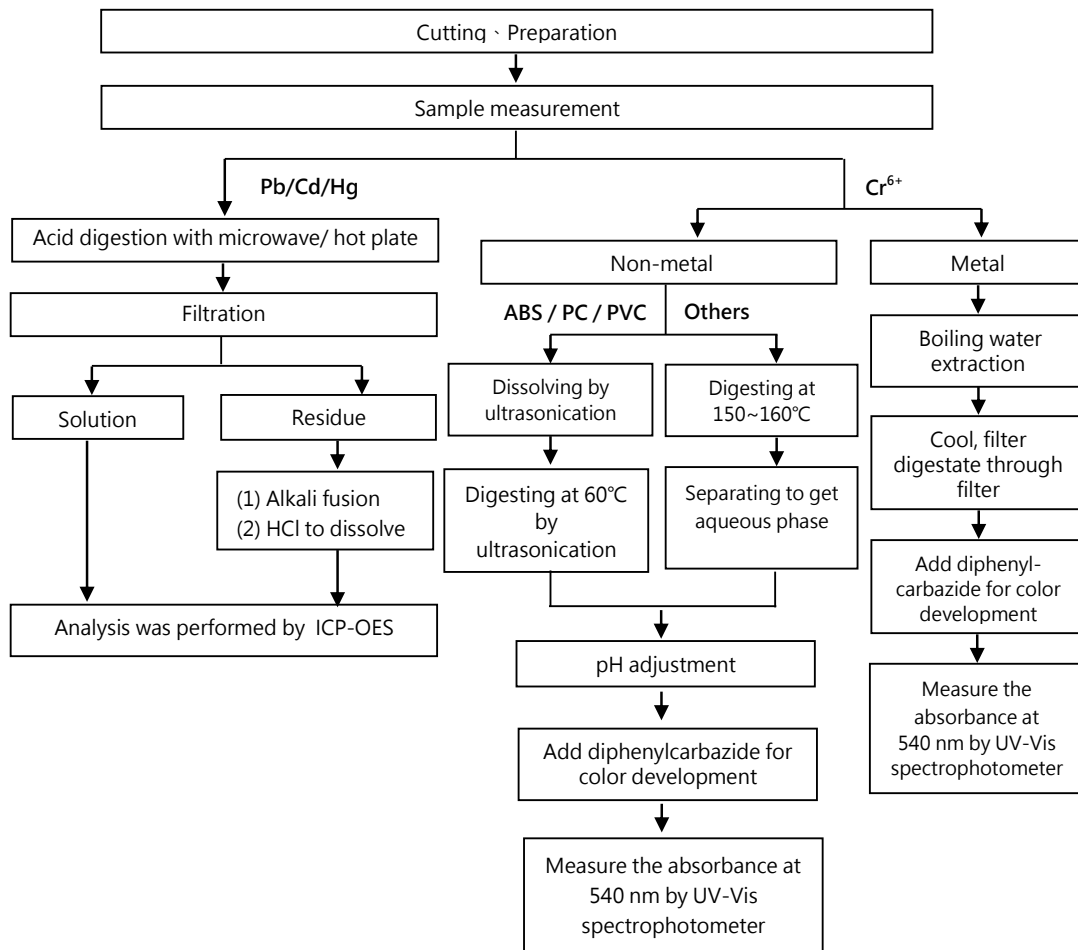 Cutting、Preparation
Sample measurement
Pb/Cd/Hg
Cr⁶⁺
Acid digestion with microwave/ hot plate
Filtration
Solution
Residue
(1) Alkali fusion
(2) HCl to dissolve
Analysis was performed by ICP-OES
Non-metal
ABS / PC / PVC
Others
Dissolving by
ultrasonication
Digesting at 60℃
by
ultrasonication
Digesting at
150~160℃
Separating to get
aqueous phase
pH adjustment
Add diphenylcarbazide for
color development
Measure the absorbance at
540 nm by UV-Vis
spectrophotometer
Metal
Boiling water
extraction
Cool, filter
digestate through
filter
Add diphenyl-
carbazide for color
development
Measure the
absorbance at
540 nm by UV-Vis
spectrophotometer